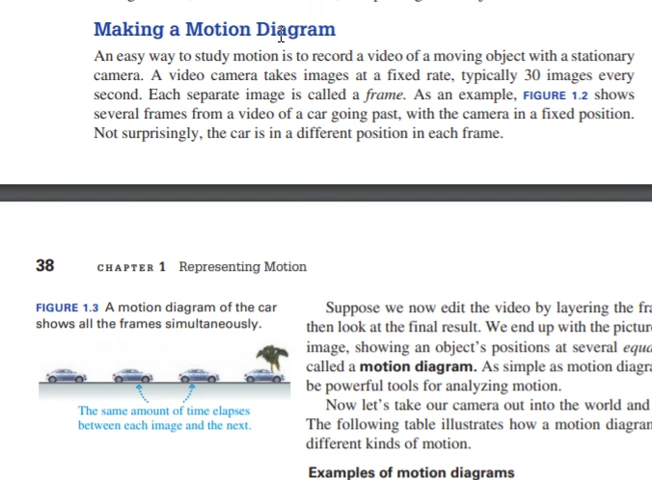 Making a Motion Diagram
An easy way to study motion is to record a video of a moving object with a stationary
camera. A video camera takes images at a fixed rate, typically 30 images every
second. Each separate image is called a frame. As an example, FIGURE 1.2 shows
several frames from a video of a car going past, with the camera in a fixed position.
Not surprisingly, the car is in a different position in each frame.
38 CHAPTER 1 Representing Motion
FIGURE 1.3 A motion diagram of the car
shows all the frames simultaneously.
The same amount of time elapses
between each image and the next.
Suppose we now edit the video by layering the fra
then look at the final result. We end up with the pictur
image, showing an object's positions at several equa
called a motion diagram. As simple as motion diagra
be powerful tools for analyzing motion.
Now let's take our camera out into the world and
The following table illustrates how a motion diagran
different kinds of motion.
Examples of motion diagrams